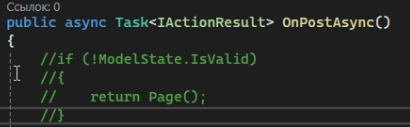 Ссылок: 0
public async Task<IActionResult> OnPostAsync()
{
//if (!ModelState.IsValid)
//{
//    return Page();
//}